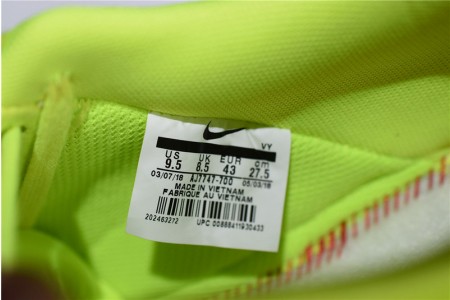 VY
US UK EUR cm
9.5 8.5 43 27.5
03/07/18 AJ7747-700 05/03/18
MADE IN VIETNAM
FABRIQUE AU VIETNAM
202463272
UPC 00886411930433